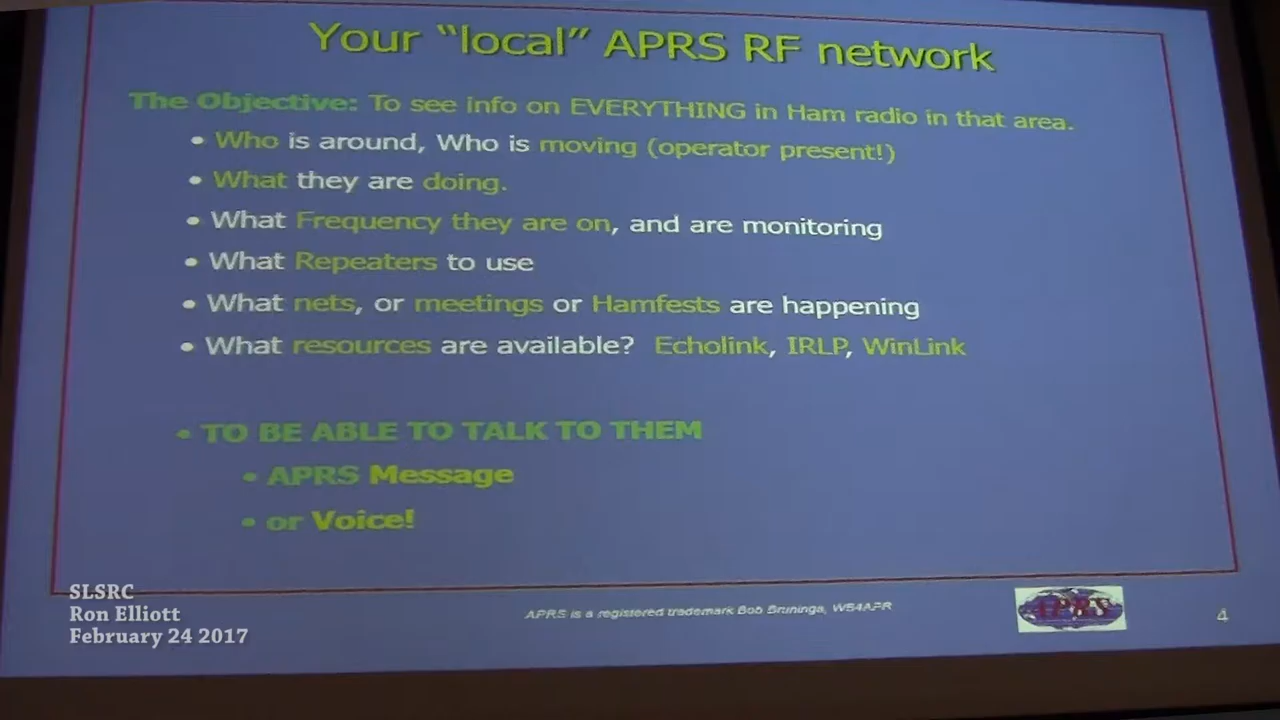 Your “local” APRS RF network
The Objective: To see info on EVERYTHING in Ham radio in that area.
• Who is around, Who is moving (operator present!)
• What they are doing.
• What Frequency they are on, and are monitoring
• What Repeaters to use
• What nets, or meetings or Hamfests are happening
• What resources are available? Echolink, IRLP, WinLink
• TO BE ABLE TO TALK TO THEM
• APRS Message
• or Voice!
SLSRC
Ron Elliott
February 24 2017
APRS is a registered trademark Bob Bruninga, WB4APR
APRS
4